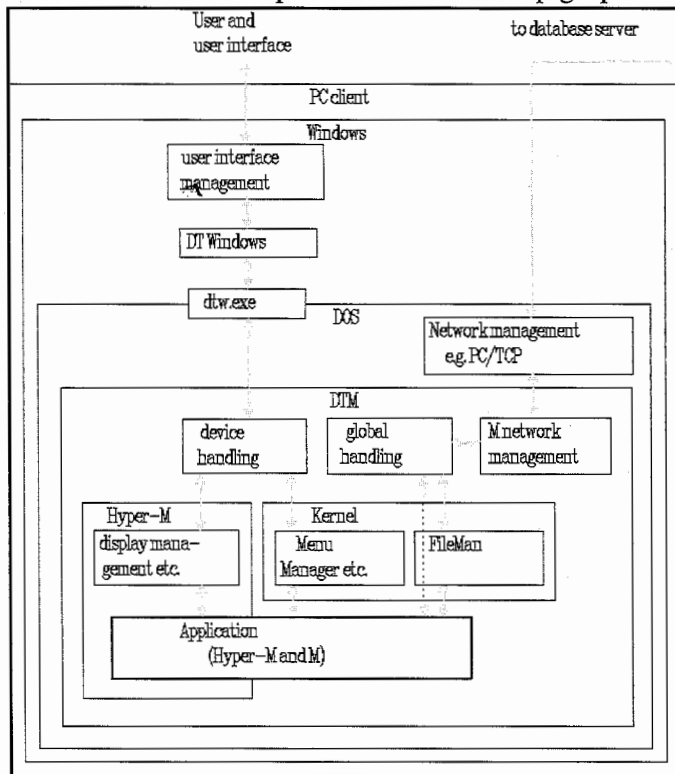 User and
user interface
to database server
PC client
Windows
user interface
management
DT Windows
dtw.exe
DOS
Network management
e.g. PC/TCP
DTM
device
handling
global
handling
M network
management
Hyper-M
display mana-
gement etc.
Kernel
Menu
Manager etc.
FileMan
Application
(Hyper-M and M)